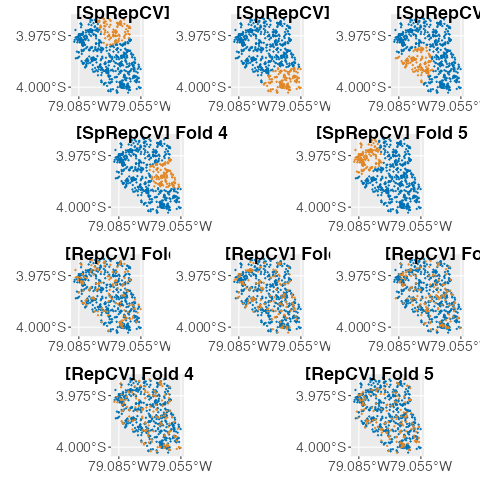 [SpRepCV] [SpRepCV] [SpRepCV
3.975°S 3.975°S 3.975°S
4.000°S 4.000°S 4.000°S
79.085°W79.055°W 79.085°W79.055°W 79.085°W79.055°W
[SpRepCV] Fold 4 [SpRepCV] Fold 5
3.975°S 3.975°S
4.000°S 4.000°S
79.085°W79.055°W 79.085°W79.055°W
[RepCV] Fol [RepCV] Fol [RepCV] Fo
3.975°S 3.975°S 3.975°S
4.000°S 4.000°S 4.000°S
79.085°W79.055°W 79.085°W79.055°W 79.085°W79.055°W
[RepCV] Fold 4 [RepCV] Fold 5
3.975°S 3.975°S
4.000°S 4.000°S
79.085°W79.055°W 79.085°W79.055°W